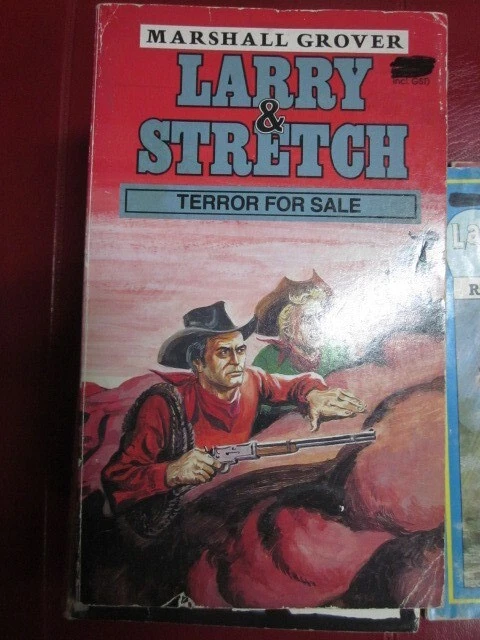 MARSHALL GROVER
LARRY
&
STRETCH
TERROR FOR SALE